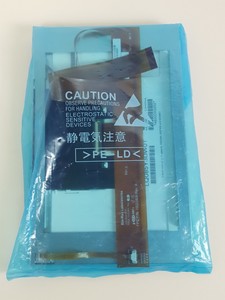 CAUTION
OBSERVE PRECAUTIONS
FOR HANDLING
ELECTROSTATIC
SENSITIVE
DEVICES
静電気注意
>PE-LD<